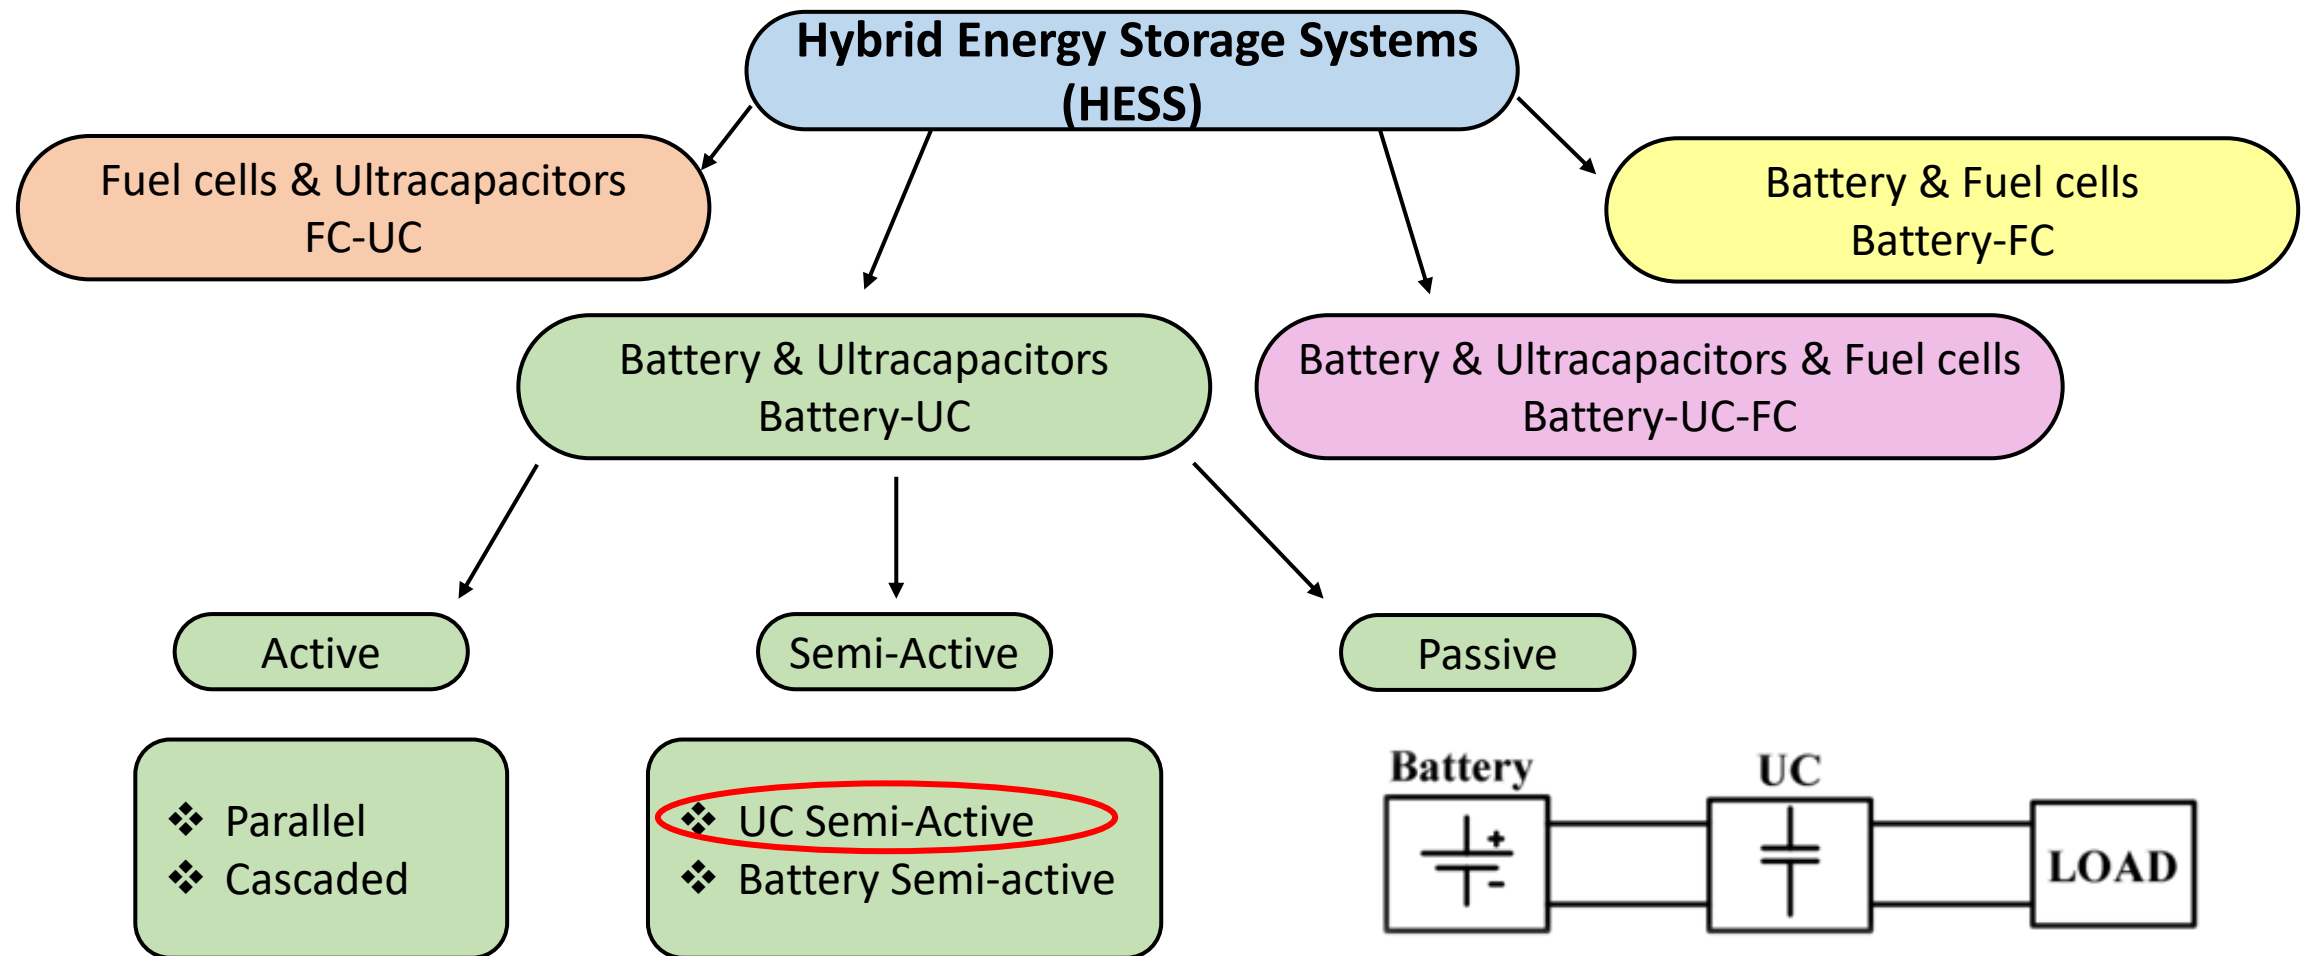 Hybrid Energy Storage Systems
(HESS)
Fuel cells & Ultracapacitors
FC-UC
Battery & Fuel cells
Battery-FC
Battery & Ultracapacitors
Battery-UC
Battery & Ultracapacitors & Fuel cells
Battery-UC-FC
Active
Semi-Active
Passive
❖ Parallel
❖ Cascaded
❖ UC Semi-Active
❖ Battery Semi-active
Battery
UC
+
-
LOAD